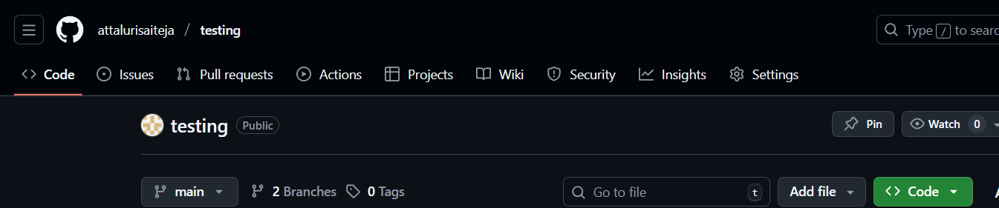 attalurisaiteja / testing
Type / to searc
Code Issues Pull requests Actions Projects Wiki Security Insights Settings
testing Public Pin Watch 0
main 2 Branches 0 Tags Go to file t Add file Code